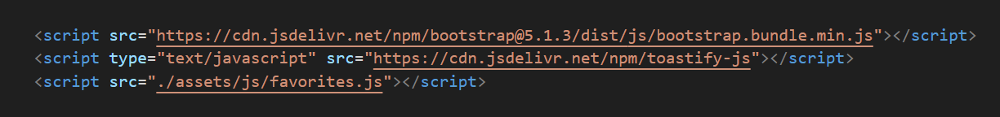 <script src="https://cdn.jsdelivr.net/npm/bootstrap@5.1.3/dist/js/bootstrap.bundle.min.js"></script>
<script type="text/javascript" src="https://cdn.jsdelivr.net/npm/toastify-js"></script>
<script src="./assets/js/favorites.js"></script>